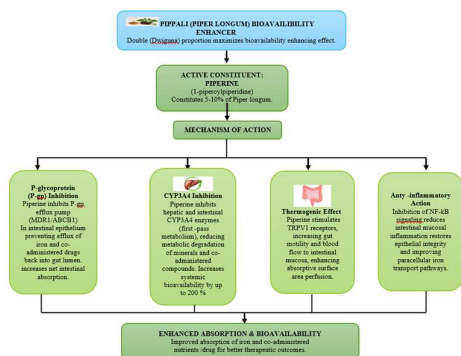 PIPPALI (PIPER LONGUM) BIOAVAILIBILITY
ENHANCER
Double (Dwiguna) proportion maximizes bioavailability enhancing effect.
ACTIVE CONSTITUENT:
PIPERINE
(1-piperoylpiperidine)
Constitutes 5-10% of Piper longum.
MECHANISM OF ACTION
P-glycoprotein
(P-gp) Inhibition
Piperine inhibits P-gp,
efflux pump
(MDR1/ABCB1)
In intestinal epithelium
preventing efflux of
iron and co-
administered drugs
back into gut lumen.
increases net intestinal
absorption.
CYP3A4 Inhibition
Piperine inhibits
hepatic and intestinal
CYP3A4 enzymes
(first -pass
metabolism), reducing
metabolic degradation
of minerals and co-
administered
compounds. Increases
systemic
bioavailability by up
to 200 %
Thermogenic Effect
Piperine stimulates
TRPV1 receptors,
increasing gut
motility and blood
flow to intestinal
mucosa, enhancing
absorptive surface
area perfusion.
Anty -inflammatory
Action
Inhibition of NF-kB
signaling reduces
intestinal mucosal
inflammation restores
epithelial integrity
and improving
paracellular iron
transport pathways.
ENHANCED ABSORPTION & BIOAVAILABILITY
Improved absorption of iron and co-administered
nutrients /drug for better therapeutic outcomes.